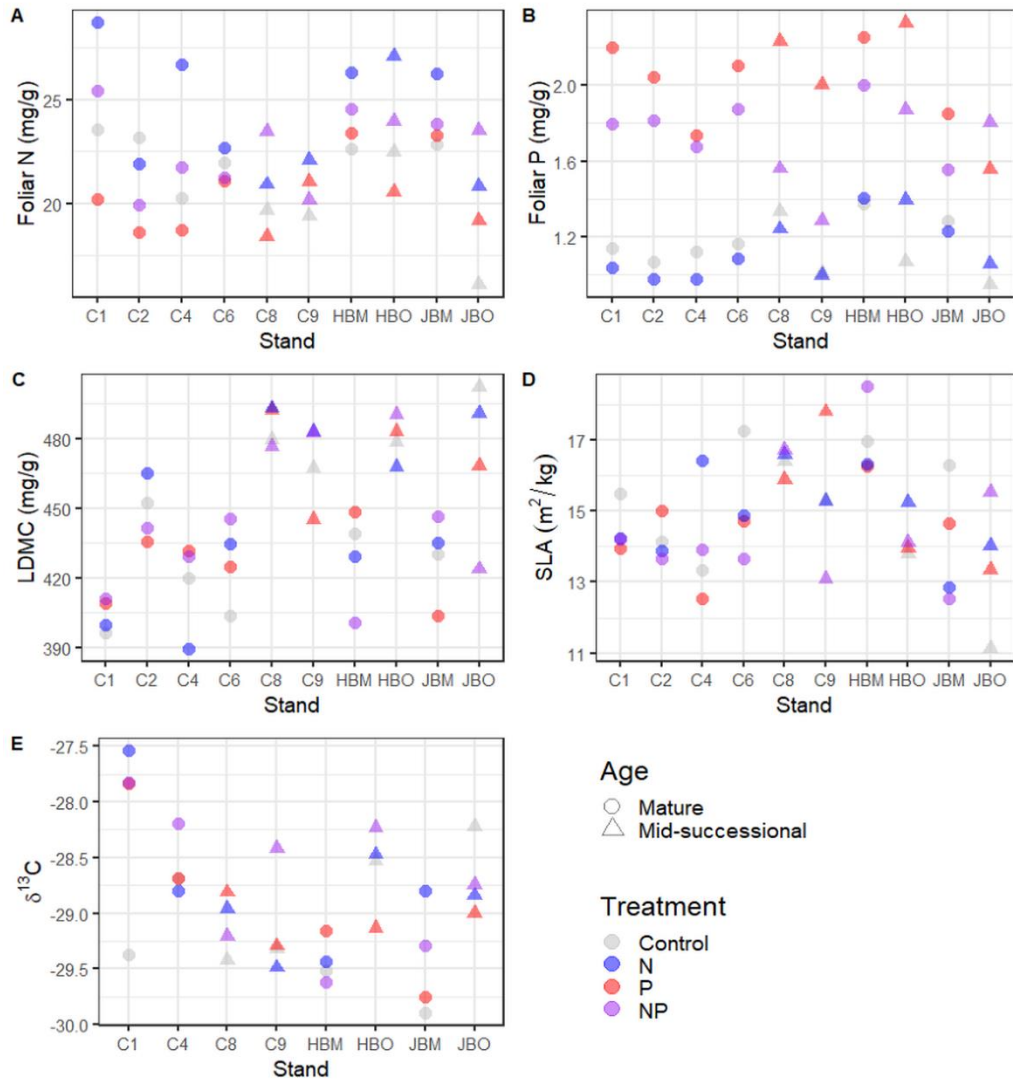 A
Foliar N (mg/g)
25
20
C1 C2 C4 C6 C8 C9 HBM HBO JBM JBO
Stand
B
Foliar P (mg/g)
2.0
1.6
1.2
C1 C2 C4 C6 C8 C9 HBM HBO JBM JBO
Stand
C
LDMC (mg/g)
480
450
420
390
C1 C2 C4 C6 C8 C9 HBM HBO JBM JBO
Stand
D
SLA (m²/kg)
17
15
13
11
C1 C2 C4 C6 C8 C9 HBM HBO JBM JBO
Stand
E
δ¹³C
-27.5
-28.0
-28.5
-29.0
-29.5
-30.0
C1 C4 C8 C9 HBM HBO JBM JBO
Stand
Age
Mature
Mid-successional
Treatment
Control
N
P
NP